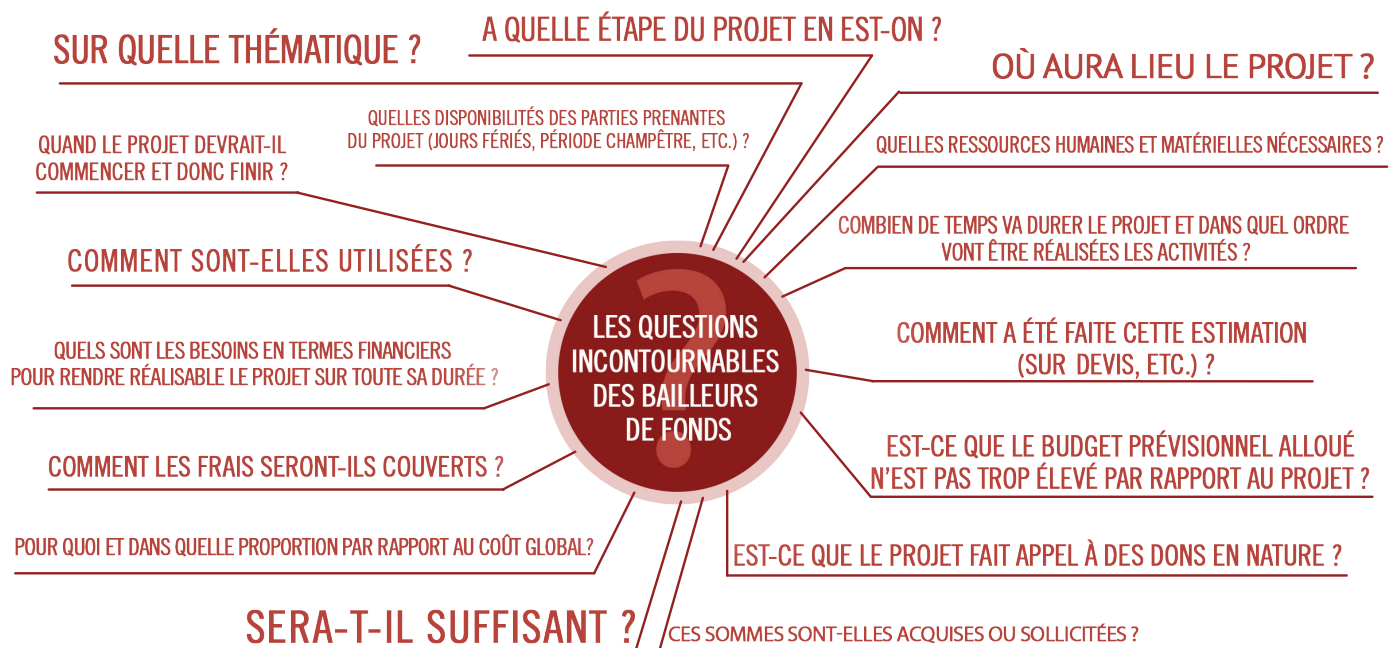 A QUELLE ÉTAPE DU PROJET EN EST-ON ?
SUR QUELLE THÉMATIQUE ?
OÙ AURA LIEU LE PROJET ?
QUELLES DISPONIBILITÉS DES PARTIES PRENANTES
DU PROJET (JOURS FÉRIÉS, PÉRIODE CHAMPÊTRE, ETC.) ?
QUAND LE PROJET DEVRAIT-IL
COMMENCER ET DONC FINIR ?
QUELLES RESSOURCES HUMAINES ET MATÉRIELLES NÉCESSAIRES ?
COMBIEN DE TEMPS VA DURER LE PROJET ET DANS QUEL ORDRE
VONT ÊTRE RÉALISÉES LES ACTIVITÉS ?
COMMENT SONT-ELLES UTILISÉES ?
?
LES QUESTIONS
INCONTOURNABLES
DES BAILLEURS
DE FONDS
COMMENT A ÉTÉ FAITE CETTE ESTIMATION
(SUR DEVIS, ETC.) ?
QUELS SONT LES BESOINS EN TERMES FINANCIERS
POUR RENDRE RÉALISABLE LE PROJET SUR TOUTE SA DURÉE ?
EST-CE QUE LE BUDGET PRÉVISIONNEL ALLOUÉ
N'EST PAS TROP ÉLEVÉ PAR RAPPORT AU PROJET ?
COMMENT LES FRAIS SERONT-ILS COUVERTS ?
POUR QUOI ET DANS QUELLE PROPORTION PAR RAPPORT AU COÛT GLOBAL?
EST-CE QUE LE PROJET FAIT APPEL À DES DONS EN NATURE ?
SERA-T-IL SUFFISANT ?
CES SOMMES SONT-ELLES ACQUISES OU SOLLICITÉES ?